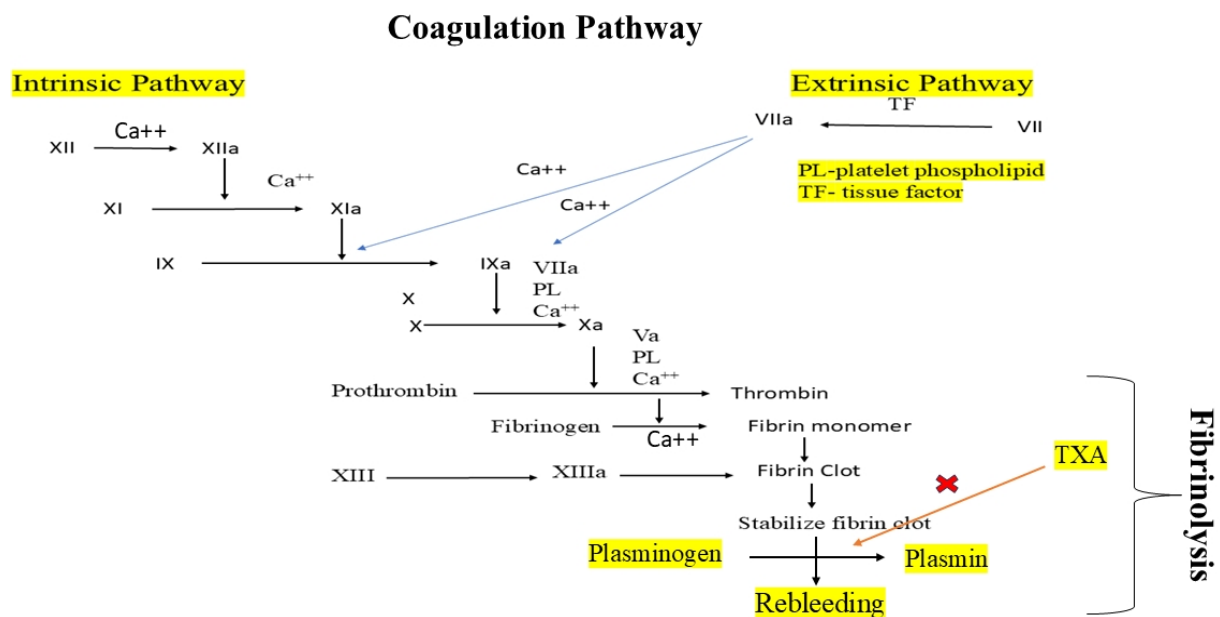 Coagulation Pathway
Intrinsic Pathway
Extrinsic Pathway
TF
VIIa
VII
XII
Ca++
XIIa
Ca++
PL-platelet phospholipid
TF- tissue factor
Ca⁺⁺
Ca++
XI
XIa
IX
IXa
VIIa
PL
Ca⁺⁺
X
X
Xa
Va
PL
Ca⁺⁺
Prothrombin
Thrombin
Fibrinogen
Ca++
Fibrin monomer
XIII
XIIIa
Fibrin Clot
TXA
Stabilize fibrin clot
Plasminogen
Plasmin
Rebleeding
Fibrinolysis